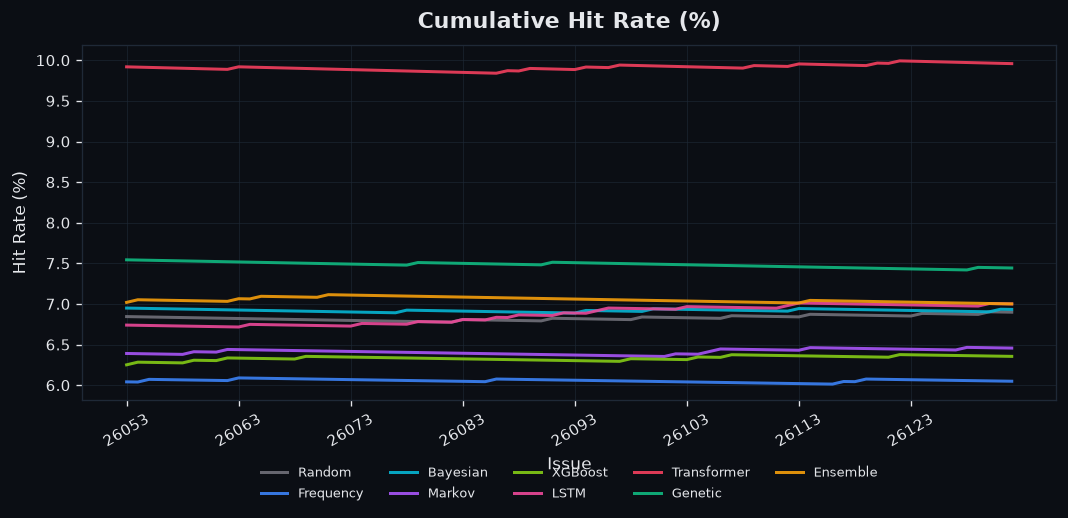 Cumulative Hit Rate (%)
Hit Rate (%)
10.0
9.5
9.0
8.5
8.0
7.5
7.0
6.5
6.0
26053 26063 26073 26083 26093 26103 26113 26123
Issue
Random Bayesian XGBoost Transformer Ensemble
Frequency Markov LSTM Genetic